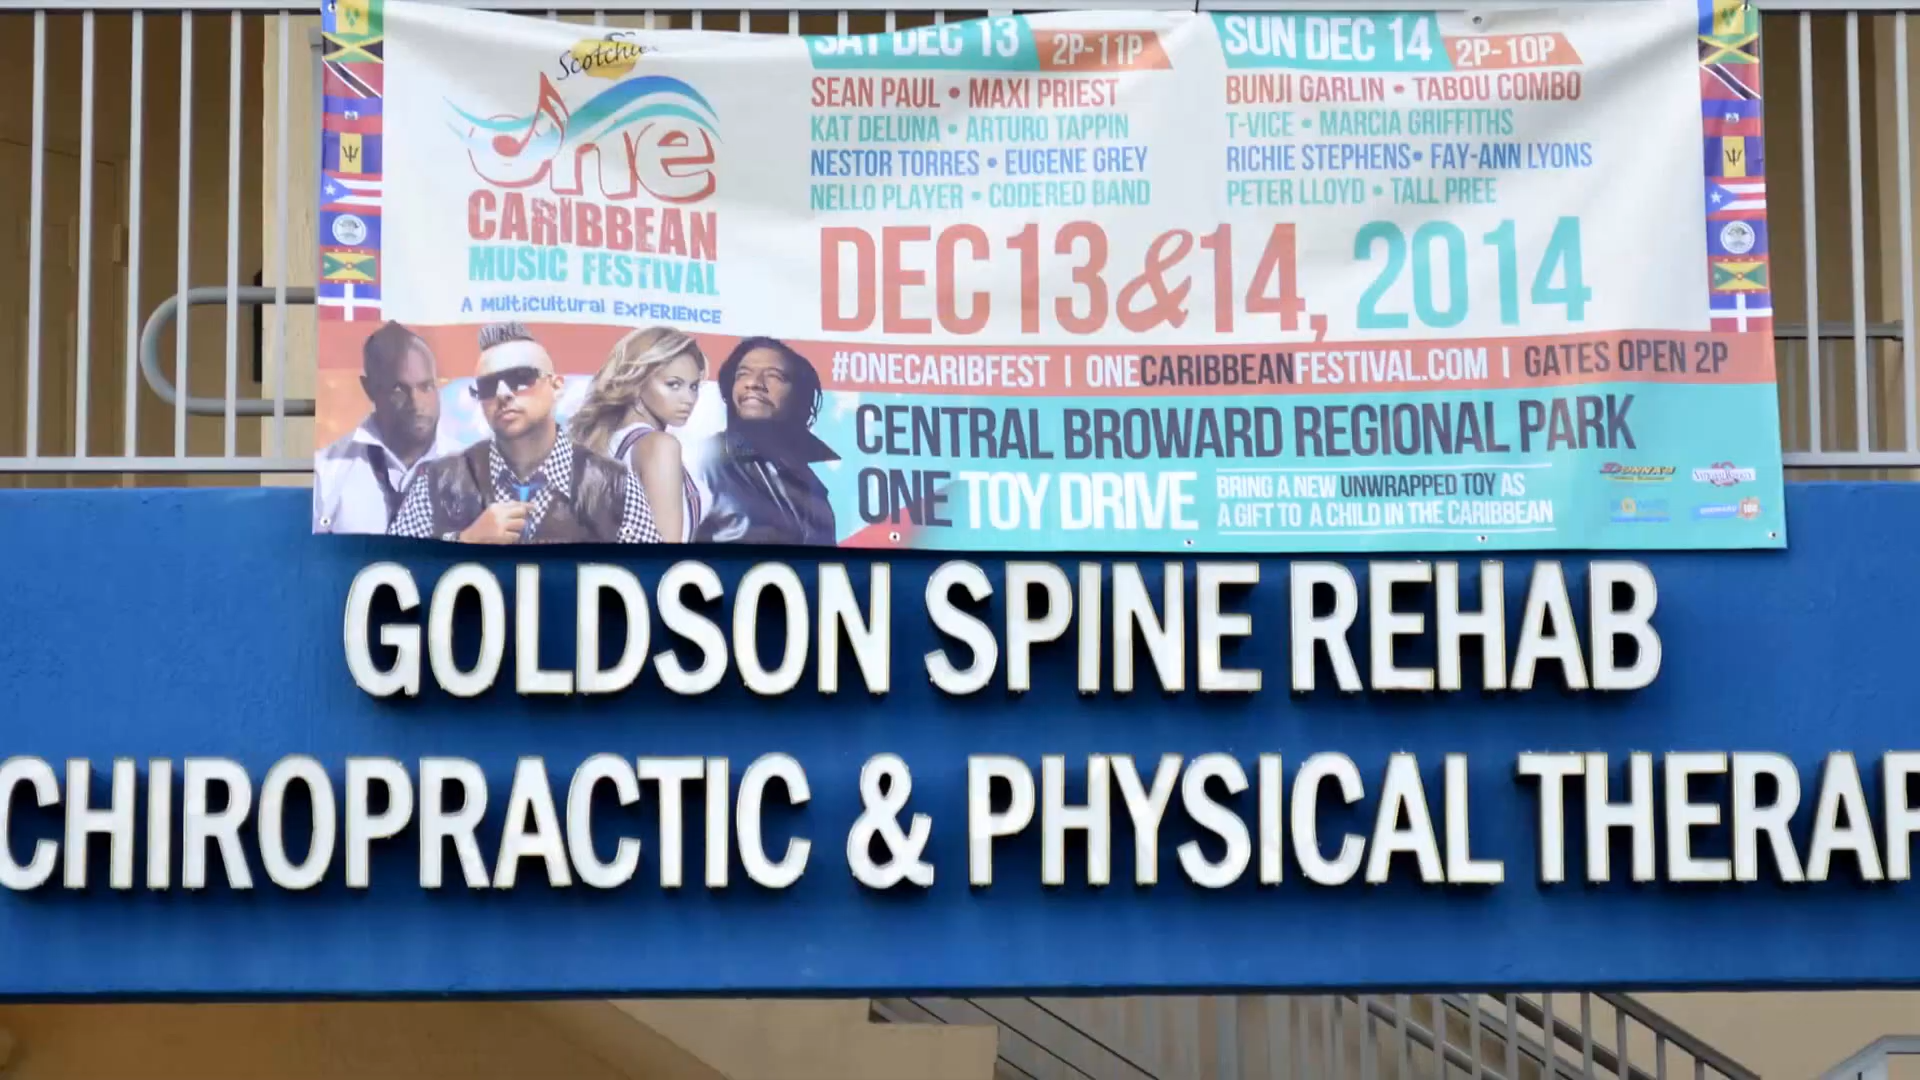 Scotchies
One
CARIBBEAN
MUSIC FESTIVAL
A Multicultural EXPERIENCE
SAT DEC 13 2P-11P
SEAN PAUL • MAXI PRIEST
KAT DELUNA • ARTURO TAPPIN
NESTOR TORRES • EUGENE GREY
NELLO PLAYER • CODERED BAND
SUN DEC 14 2P-10P
BUNJI GARLIN • TABOU COMBO
T-VICE • MARCIA GRIFFITHS
RICHIE STEPHENS • FAY-ANN LYONS
PETER LLOYD • TALL PREE
DEC 13 & 14, 2014
#ONECARIBFEST | ONECARIBBEANFESTIVAL.COM | GATES OPEN 2P
CENTRAL BROWARD REGIONAL PARK
ONE TOY DRIVE
BRING A NEW UNWRAPPED TOY AS
A GIFT TO A CHILD IN THE CARIBBEAN
DONNA'S
GOLDSON SPINE REHAB
CHIROPRACTIC & PHYSICAL THERAP